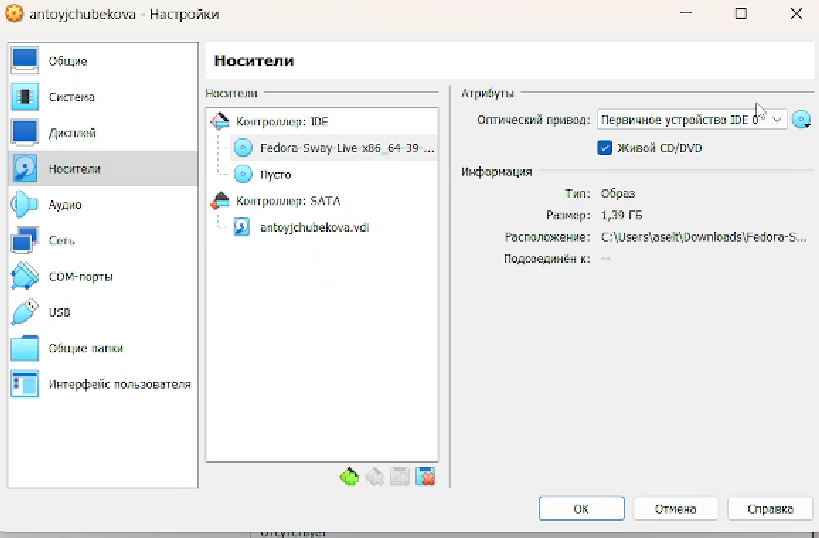 antoyjchubekova - Настройки
Общие
Система
Дисплей
Носители
Аудио
Сеть
COM-порты
USB
Общие папки
Интерфейс пользователя
Носители
Носители
Контроллер: IDE
Fedora-Sway-Live-x86_64-39-...
Пусто
Контроллер: SATA
antoyjchubekova.vdi
Атрибуты
Оптический привод: Первичное устройство IDE 0
Живой CD/DVD
Информация
Тип: Образ
Размер: 1,39 ГБ
Расположение: C:\Users\aselt\Downloads\Fedora-S...
Подсоединён к: --
OK
Отмена
Справка